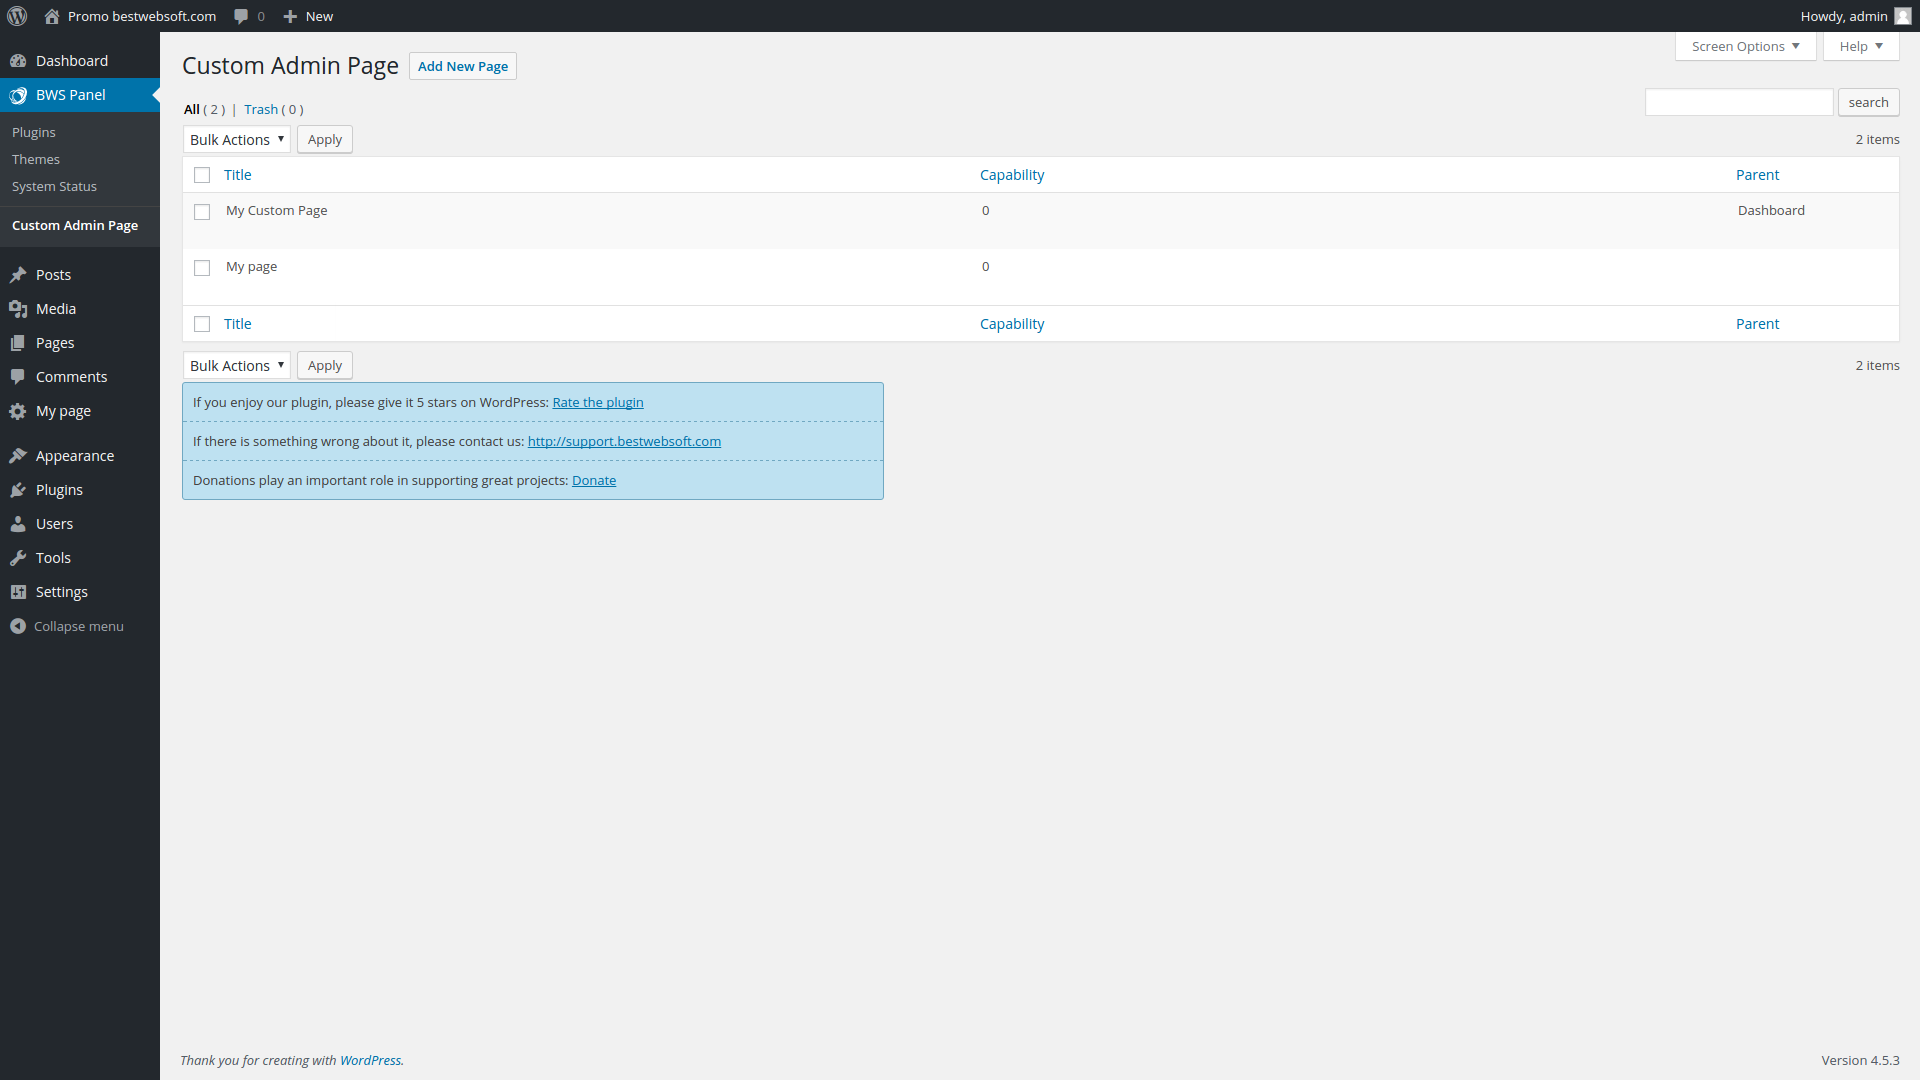 Promo bestwebsoft.com 0 New Howdy, admin
Dashboard
BWS Panel
Plugins
Themes
System Status
Custom Admin Page
Posts
Media
Pages
Comments
My page
Appearance
Plugins
Users
Tools
Settings
Collapse menu
Screen Options ▼ Help ▼
Custom Admin Page Add New Page
All ( 2 ) | Trash ( 0 )
search
Bulk Actions ▼ Apply 2 items
Title Capability Parent
My Custom Page 0 Dashboard
My page 0
Title Capability Parent
Bulk Actions ▼ Apply 2 items
If you enjoy our plugin, please give it 5 stars on WordPress: Rate the plugin
If there is something wrong about it, please contact us: http://support.bestwebsoft.com
Donations play an important role in supporting great projects: Donate
Thank you for creating with WordPress. Version 4.5.3